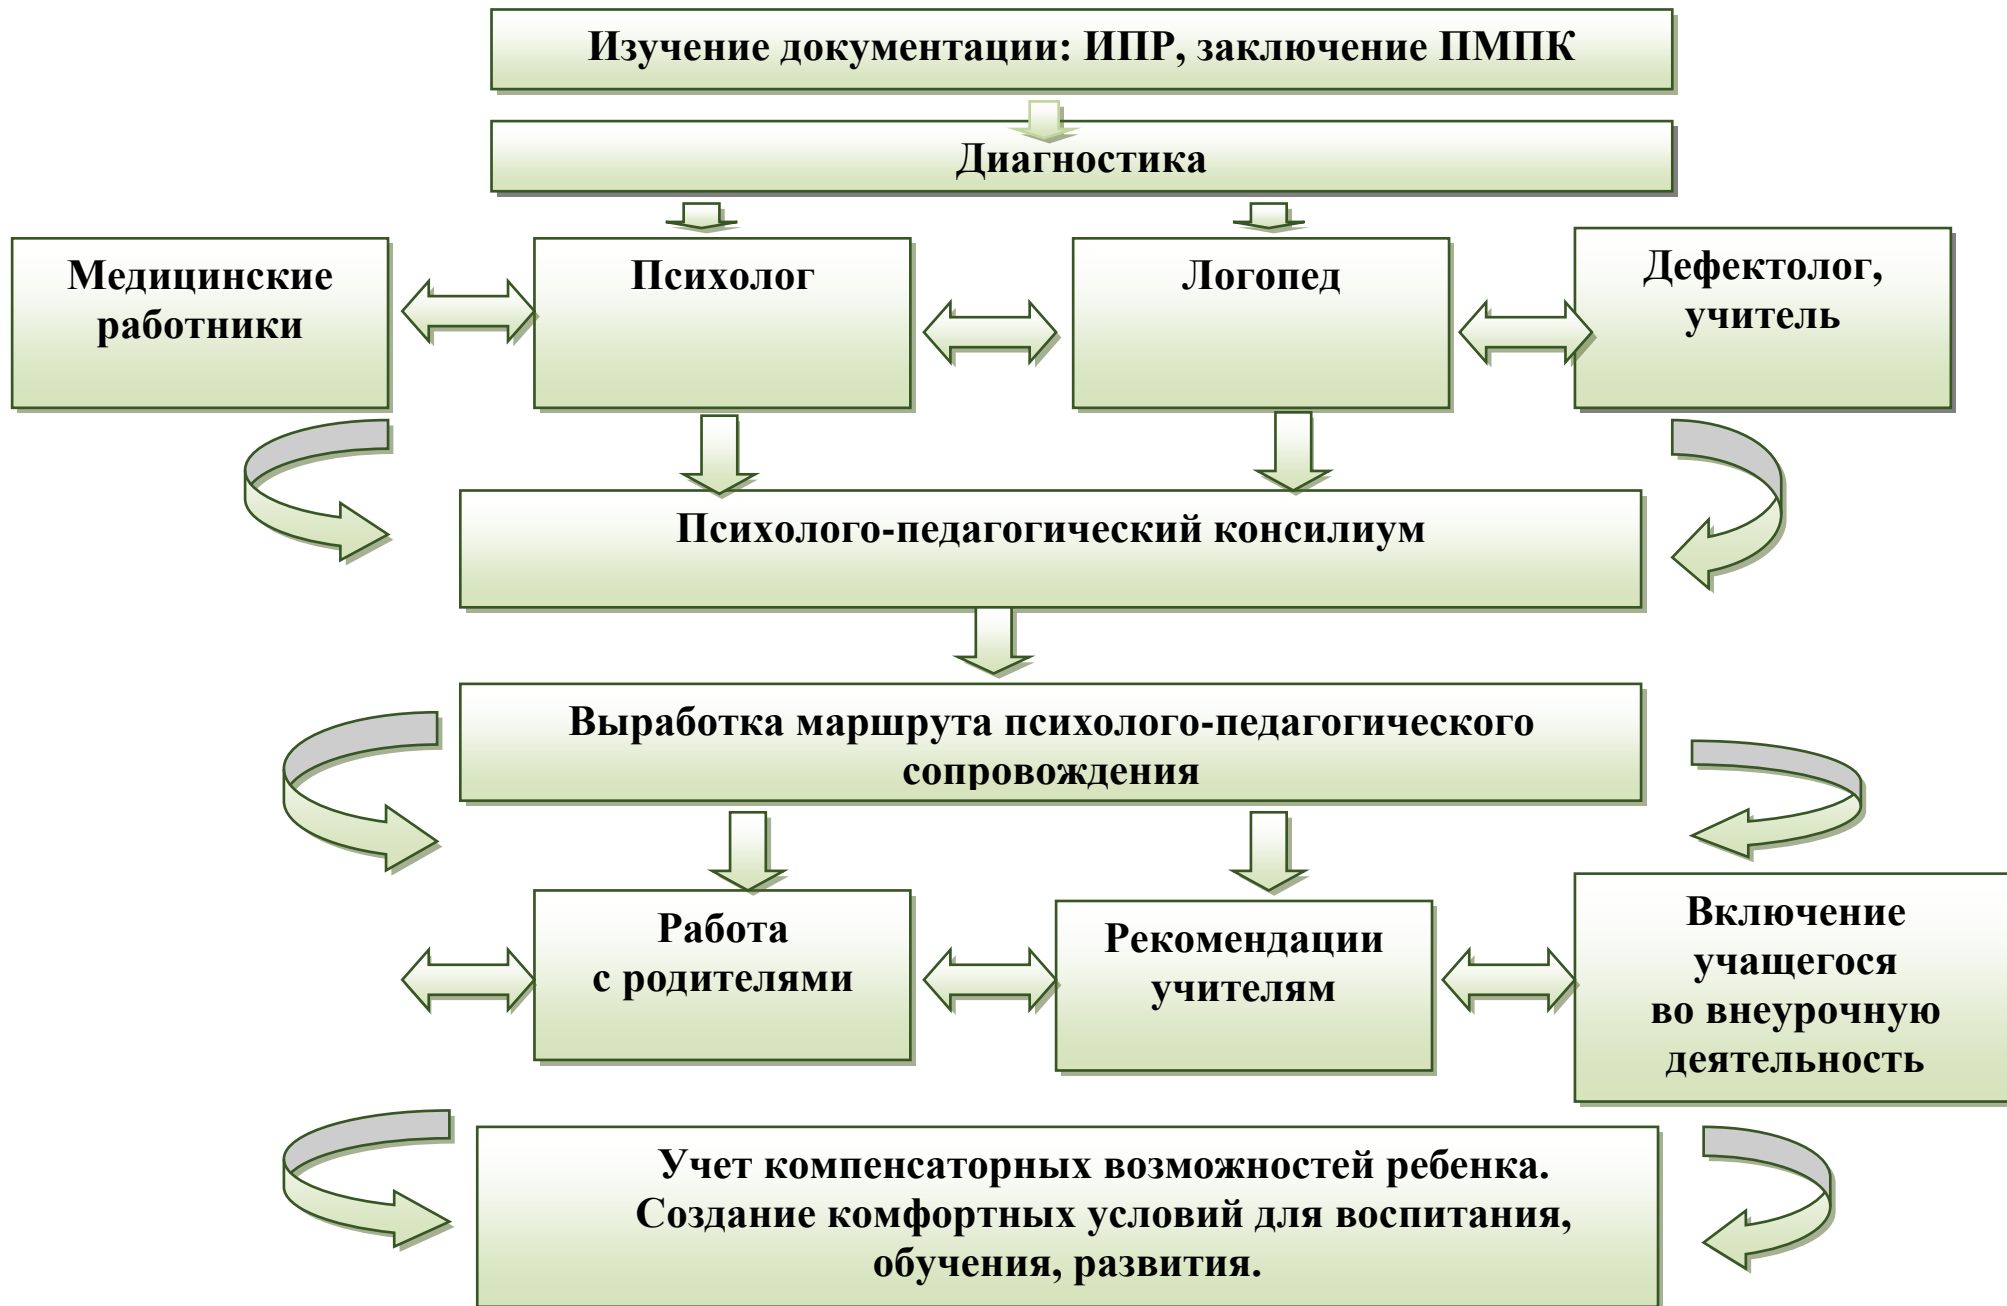 Изучение документации: ИПР, заключение ПМПК
Диагностика
Медицинские
работники
Психолог
Логопед
Дефектолог,
учитель
Психолого-педагогический консилиум
Выработка маршрута психолого-педагогического
сопровождения
Работа
с родителями
Рекомендации
учителям
Включение
учащегося
во внеурочную
деятельность
Учет компенсаторных возможностей ребенка.
Создание комфортных условий для воспитания,
обучения, развития.